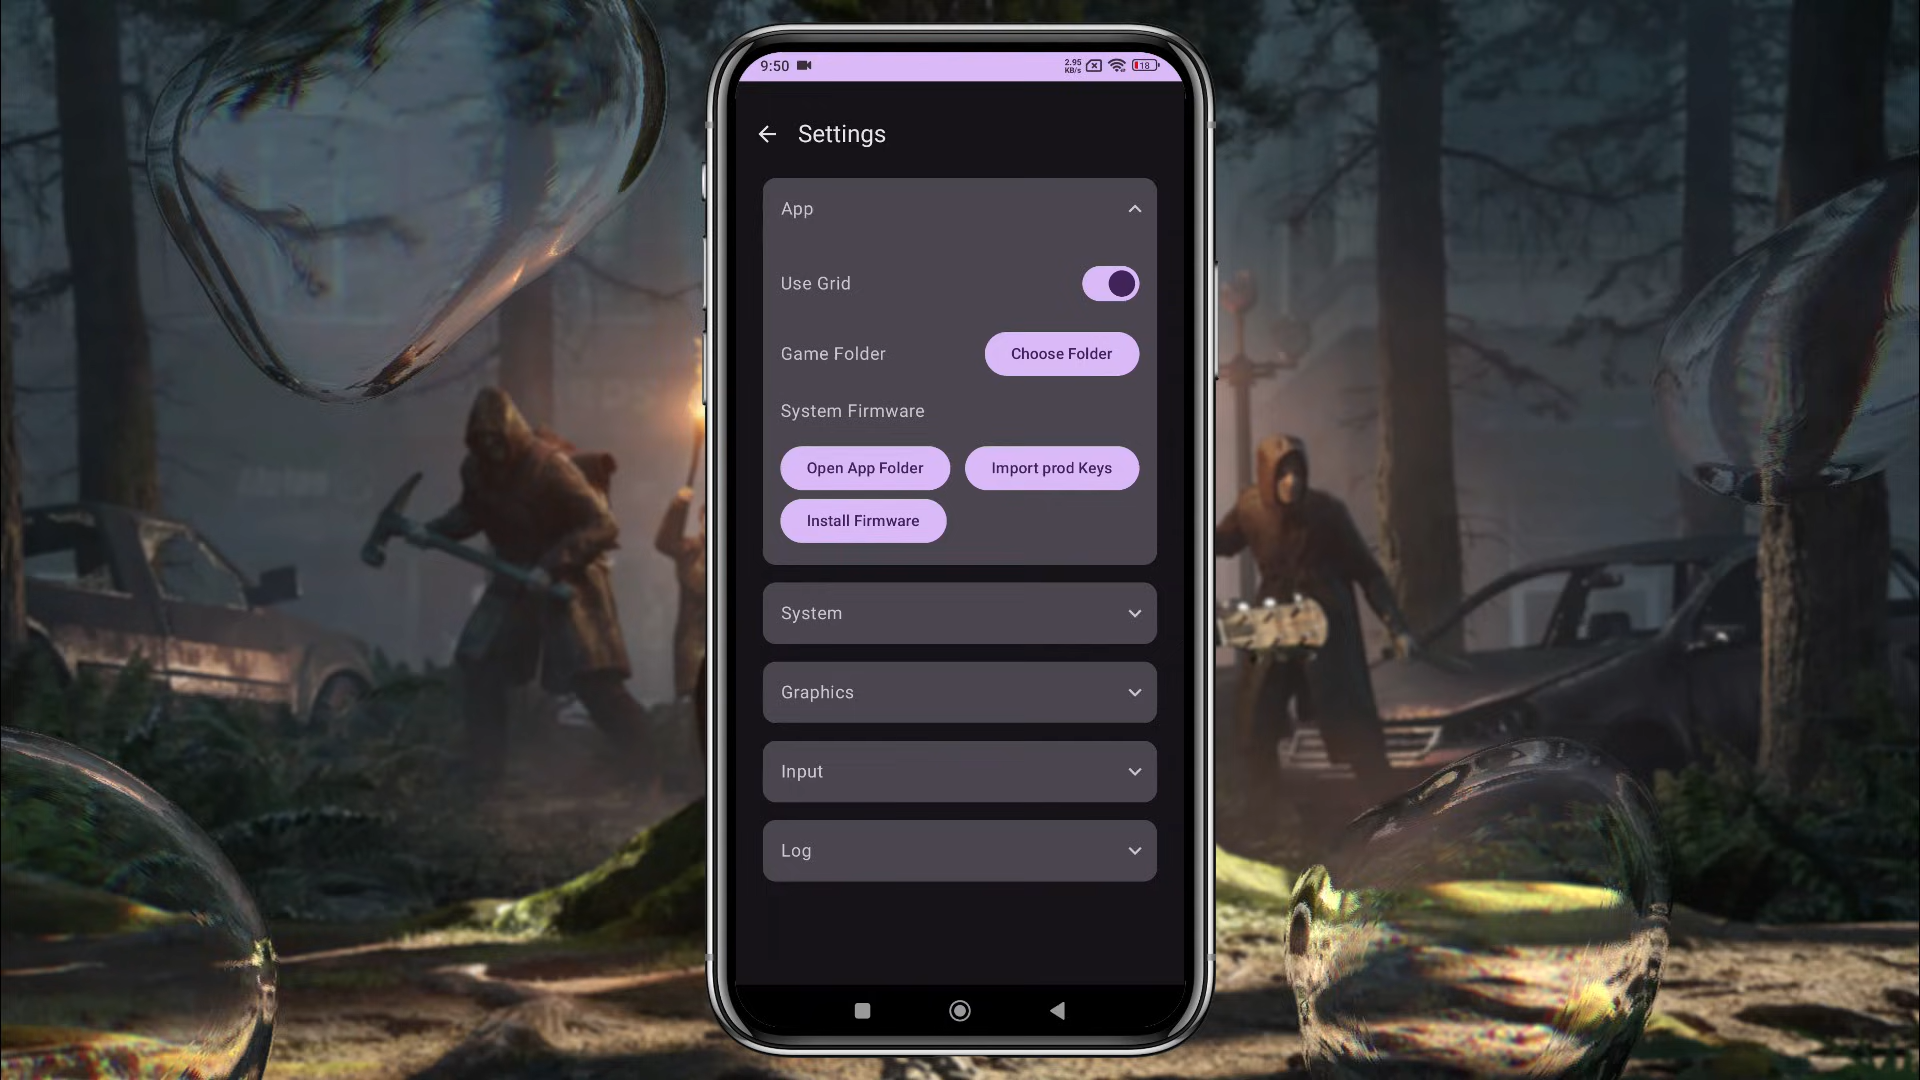 9:50
2.95
KB/s
18
Settings
App
Use Grid
Game Folder
Choose Folder
System Firmware
Open App Folder
Import prod Keys
Install Firmware
System
Graphics
Input
Log